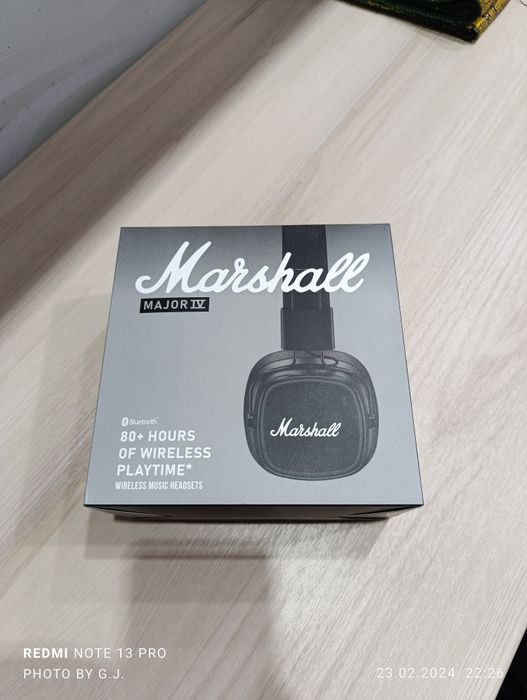 Marshall
MAJOR IV
Marshall
Bluetooth
80+ HOURS
OF WIRELESS
PLAYTIME*
WIRELESS MUSIC HEADSETS
REDMI NOTE 13 PRO
PHOTO BY G.J.
23.02.2024 22:26